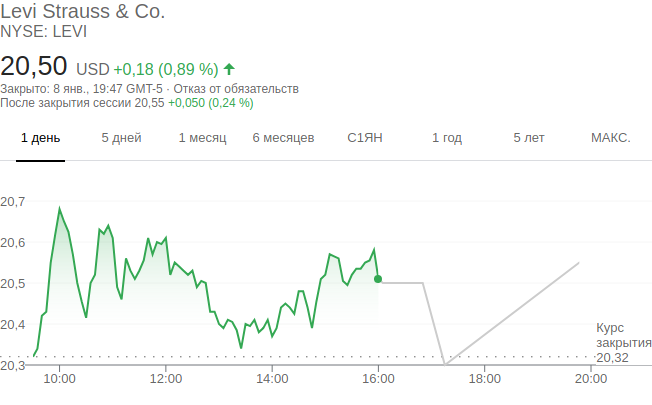 Levi Strauss & Co.
NYSE: LEVI
20,50 USD +0,18 (0,89 %)
Закрыто: 8 янв., 19:47 GMT-5 · Отказ от обязательств
После закрытия сессии 20,55 +0,050 (0,24 %)
1 день 5 дней 1 месяц 6 месяцев С1ЯН 1 год 5 лет МАКС.
20,7
20,6
20,5
20,4
20,3
Курс
закрытия
20,32
10:00 12:00 14:00 16:00 18:00 20:00